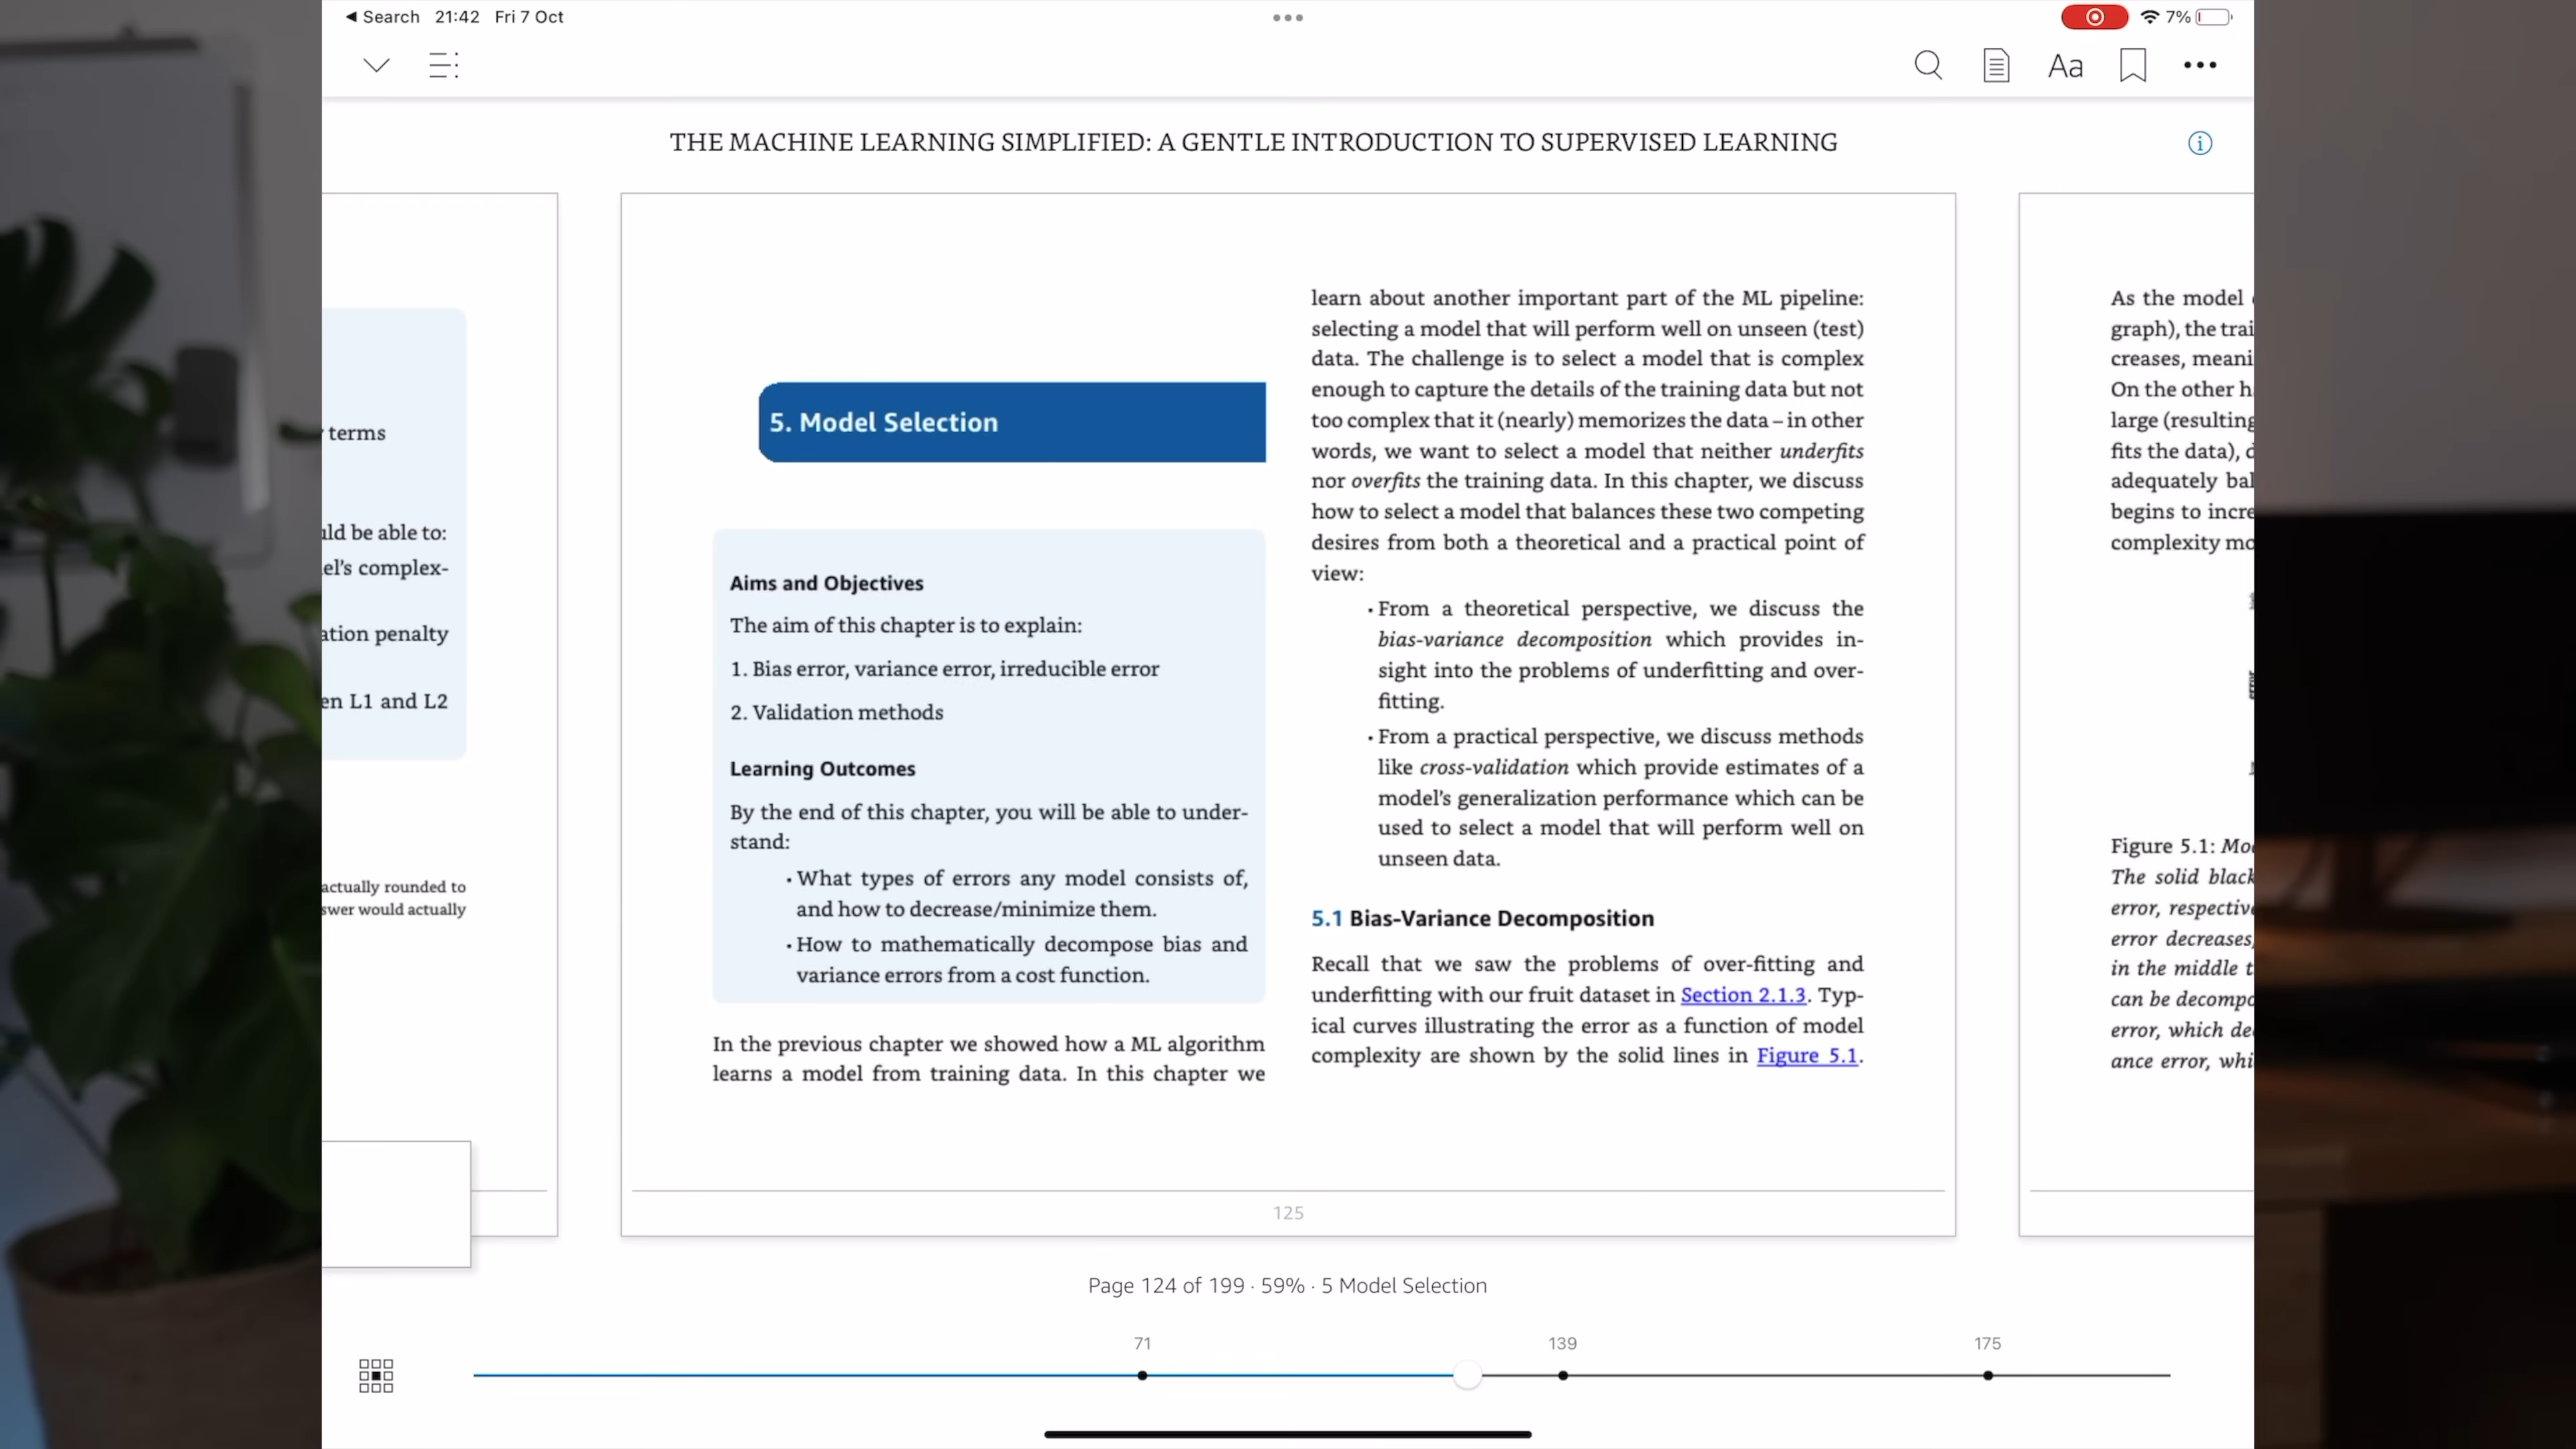 ◀ Search 21:42 Fri 7 Oct
7%
Aa
THE MACHINE LEARNING SIMPLIFIED: A GENTLE INTRODUCTION TO SUPERVISED LEARNING
terms
be able to:
complex-
penalty
L1 and L2
actually rounded to
would actually
5. Model Selection
Aims and Objectives
The aim of this chapter is to explain:
1. Bias error, variance error, irreducible error
2. Validation methods
Learning Outcomes
By the end of this chapter, you will be able to under-
stand:
• What types of errors any model consists of,
and how to decrease/minimize them.
• How to mathematically decompose bias and
variance errors from a cost function.
In the previous chapter we showed how a ML algorithm
learns a model from training data. In this chapter we
learn about another important part of the ML pipeline:
selecting a model that will perform well on unseen (test)
data. The challenge is to select a model that is complex
enough to capture the details of the training data but not
too complex that it (nearly) memorizes the data – in other
words, we want to select a model that neither underfits
nor overfits the training data. In this chapter, we discuss
how to select a model that balances these two competing
desires from both a theoretical and a practical point of
view:
• From a theoretical perspective, we discuss the
bias-variance decomposition which provides in-
sight into the problems of underfitting and over-
fitting.
• From a practical perspective, we discuss methods
like cross-validation which provide estimates of a
model's generalization performance which can be
used to select a model that will perform well on
unseen data.
5.1 Bias-Variance Decomposition
Recall that we saw the problems of over-fitting and
underfitting with our fruit dataset in Section 2.1.3. Typ-
ical curves illustrating the error as a function of model
complexity are shown by the solid lines in Figure 5.1.
125
As the model
graph), the
creases,
On the other
large (resulting
fits the data),
adequately
begins to
complexity
Figure 5.1:
The solid black
error,
error decreases,
in the middle
can be
error, which
ance error,
Page 124 of 199 · 59% · 5 Model Selection
71
139
175